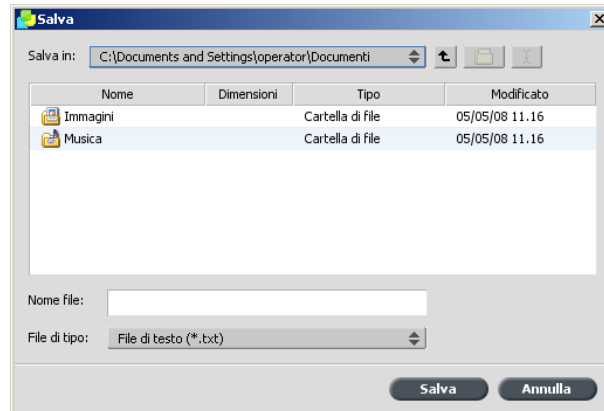 Salva
Salva in: C:\Documents and Settings\operator\Documenti
Nome Dimensioni Tipo Modificato
Immagini Cartella di file 05/05/08 11.16
Musica Cartella di file 05/05/08 11.16
Nome file:
File di tipo: File di testo (*.txt)
Salva Annulla